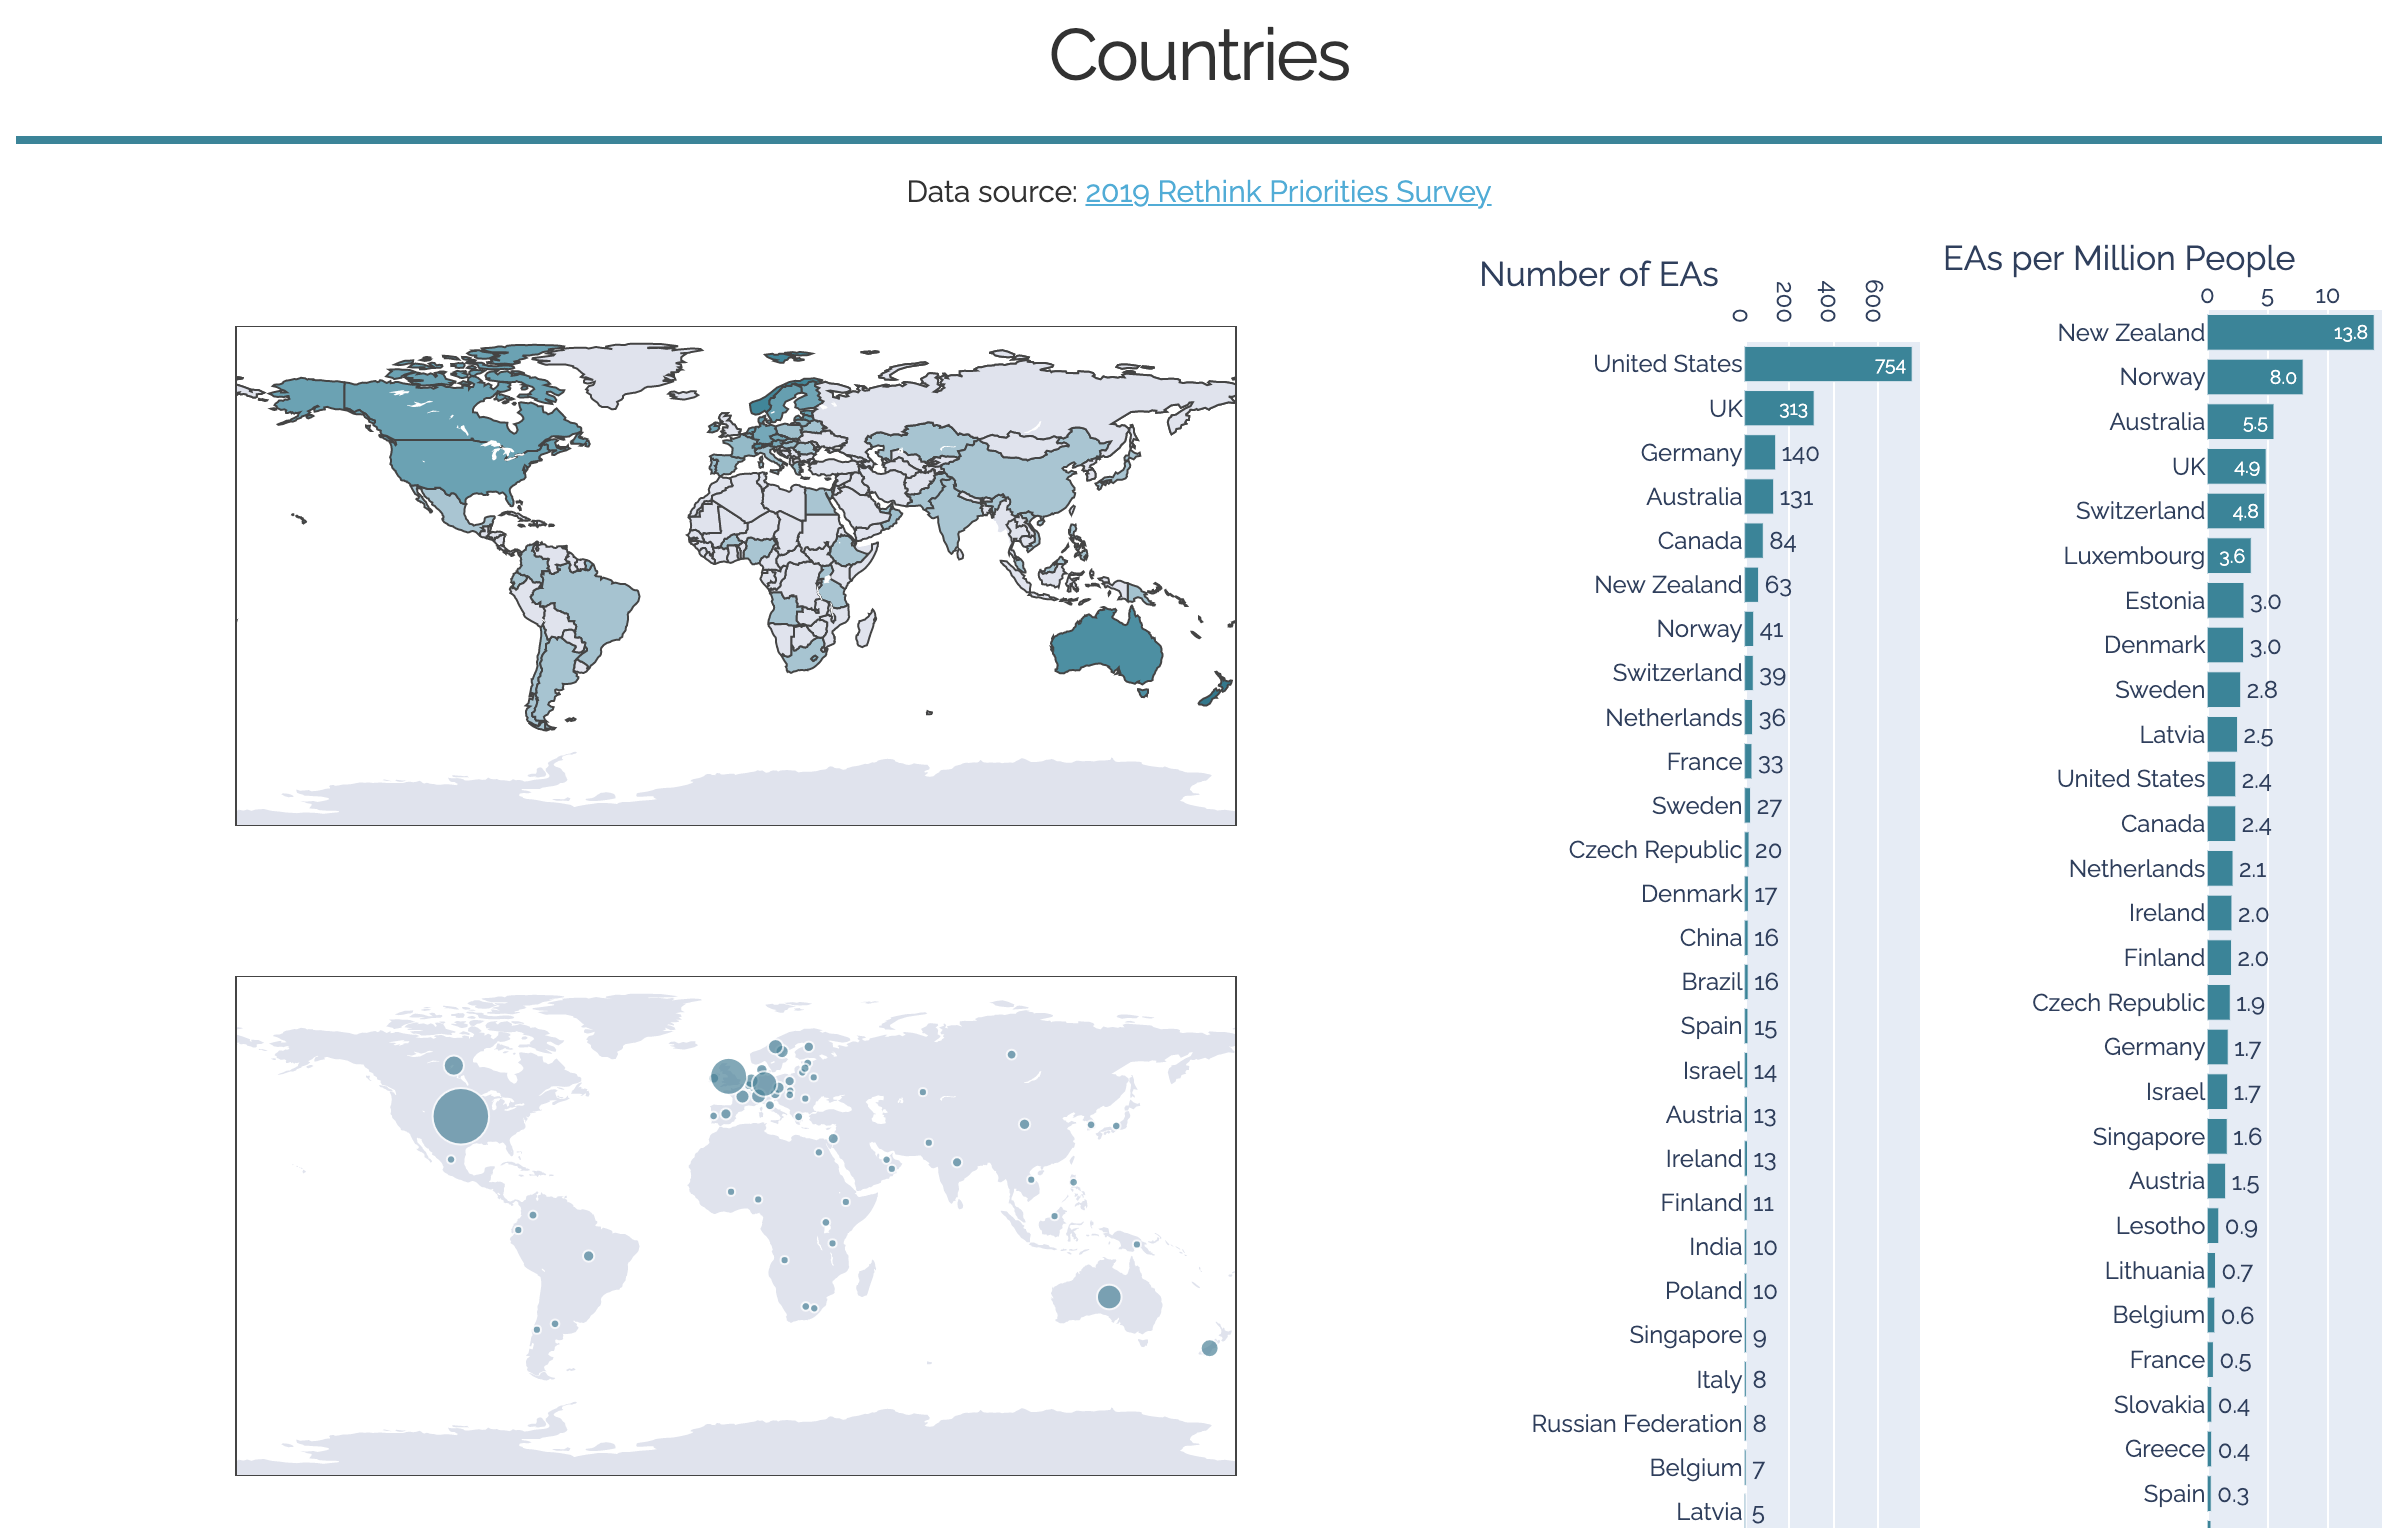 Countries
Data source: 2019 Rethink Priorities Survey
Number of EAs
0 200 400 600
United States 754
UK 313
Germany 140
Australia 131
Canada 84
New Zealand 63
Norway 41
Switzerland 39
Netherlands 36
France 33
Sweden 27
Czech Republic 20
Denmark 17
China 16
Brazil 16
Spain 15
Israel 14
Austria 13
Ireland 13
Finland 11
India 10
Poland 10
Singapore 9
Italy 8
Russian Federation 8
Belgium 7
Latvia 5
EAs per Million People
0 5 10
New Zealand 13.8
Norway 8.0
Australia 5.5
UK 4.9
Switzerland 4.8
Luxembourg 3.6
Estonia 3.0
Denmark 3.0
Sweden 2.8
Latvia 2.5
United States 2.4
Canada 2.4
Netherlands 2.1
Ireland 2.0
Finland 2.0
Czech Republic 1.9
Germany 1.7
Israel 1.7
Singapore 1.6
Austria 1.5
Lesotho 0.9
Lithuania 0.7
Belgium 0.6
France 0.5
Slovakia 0.4
Greece 0.4
Spain 0.3